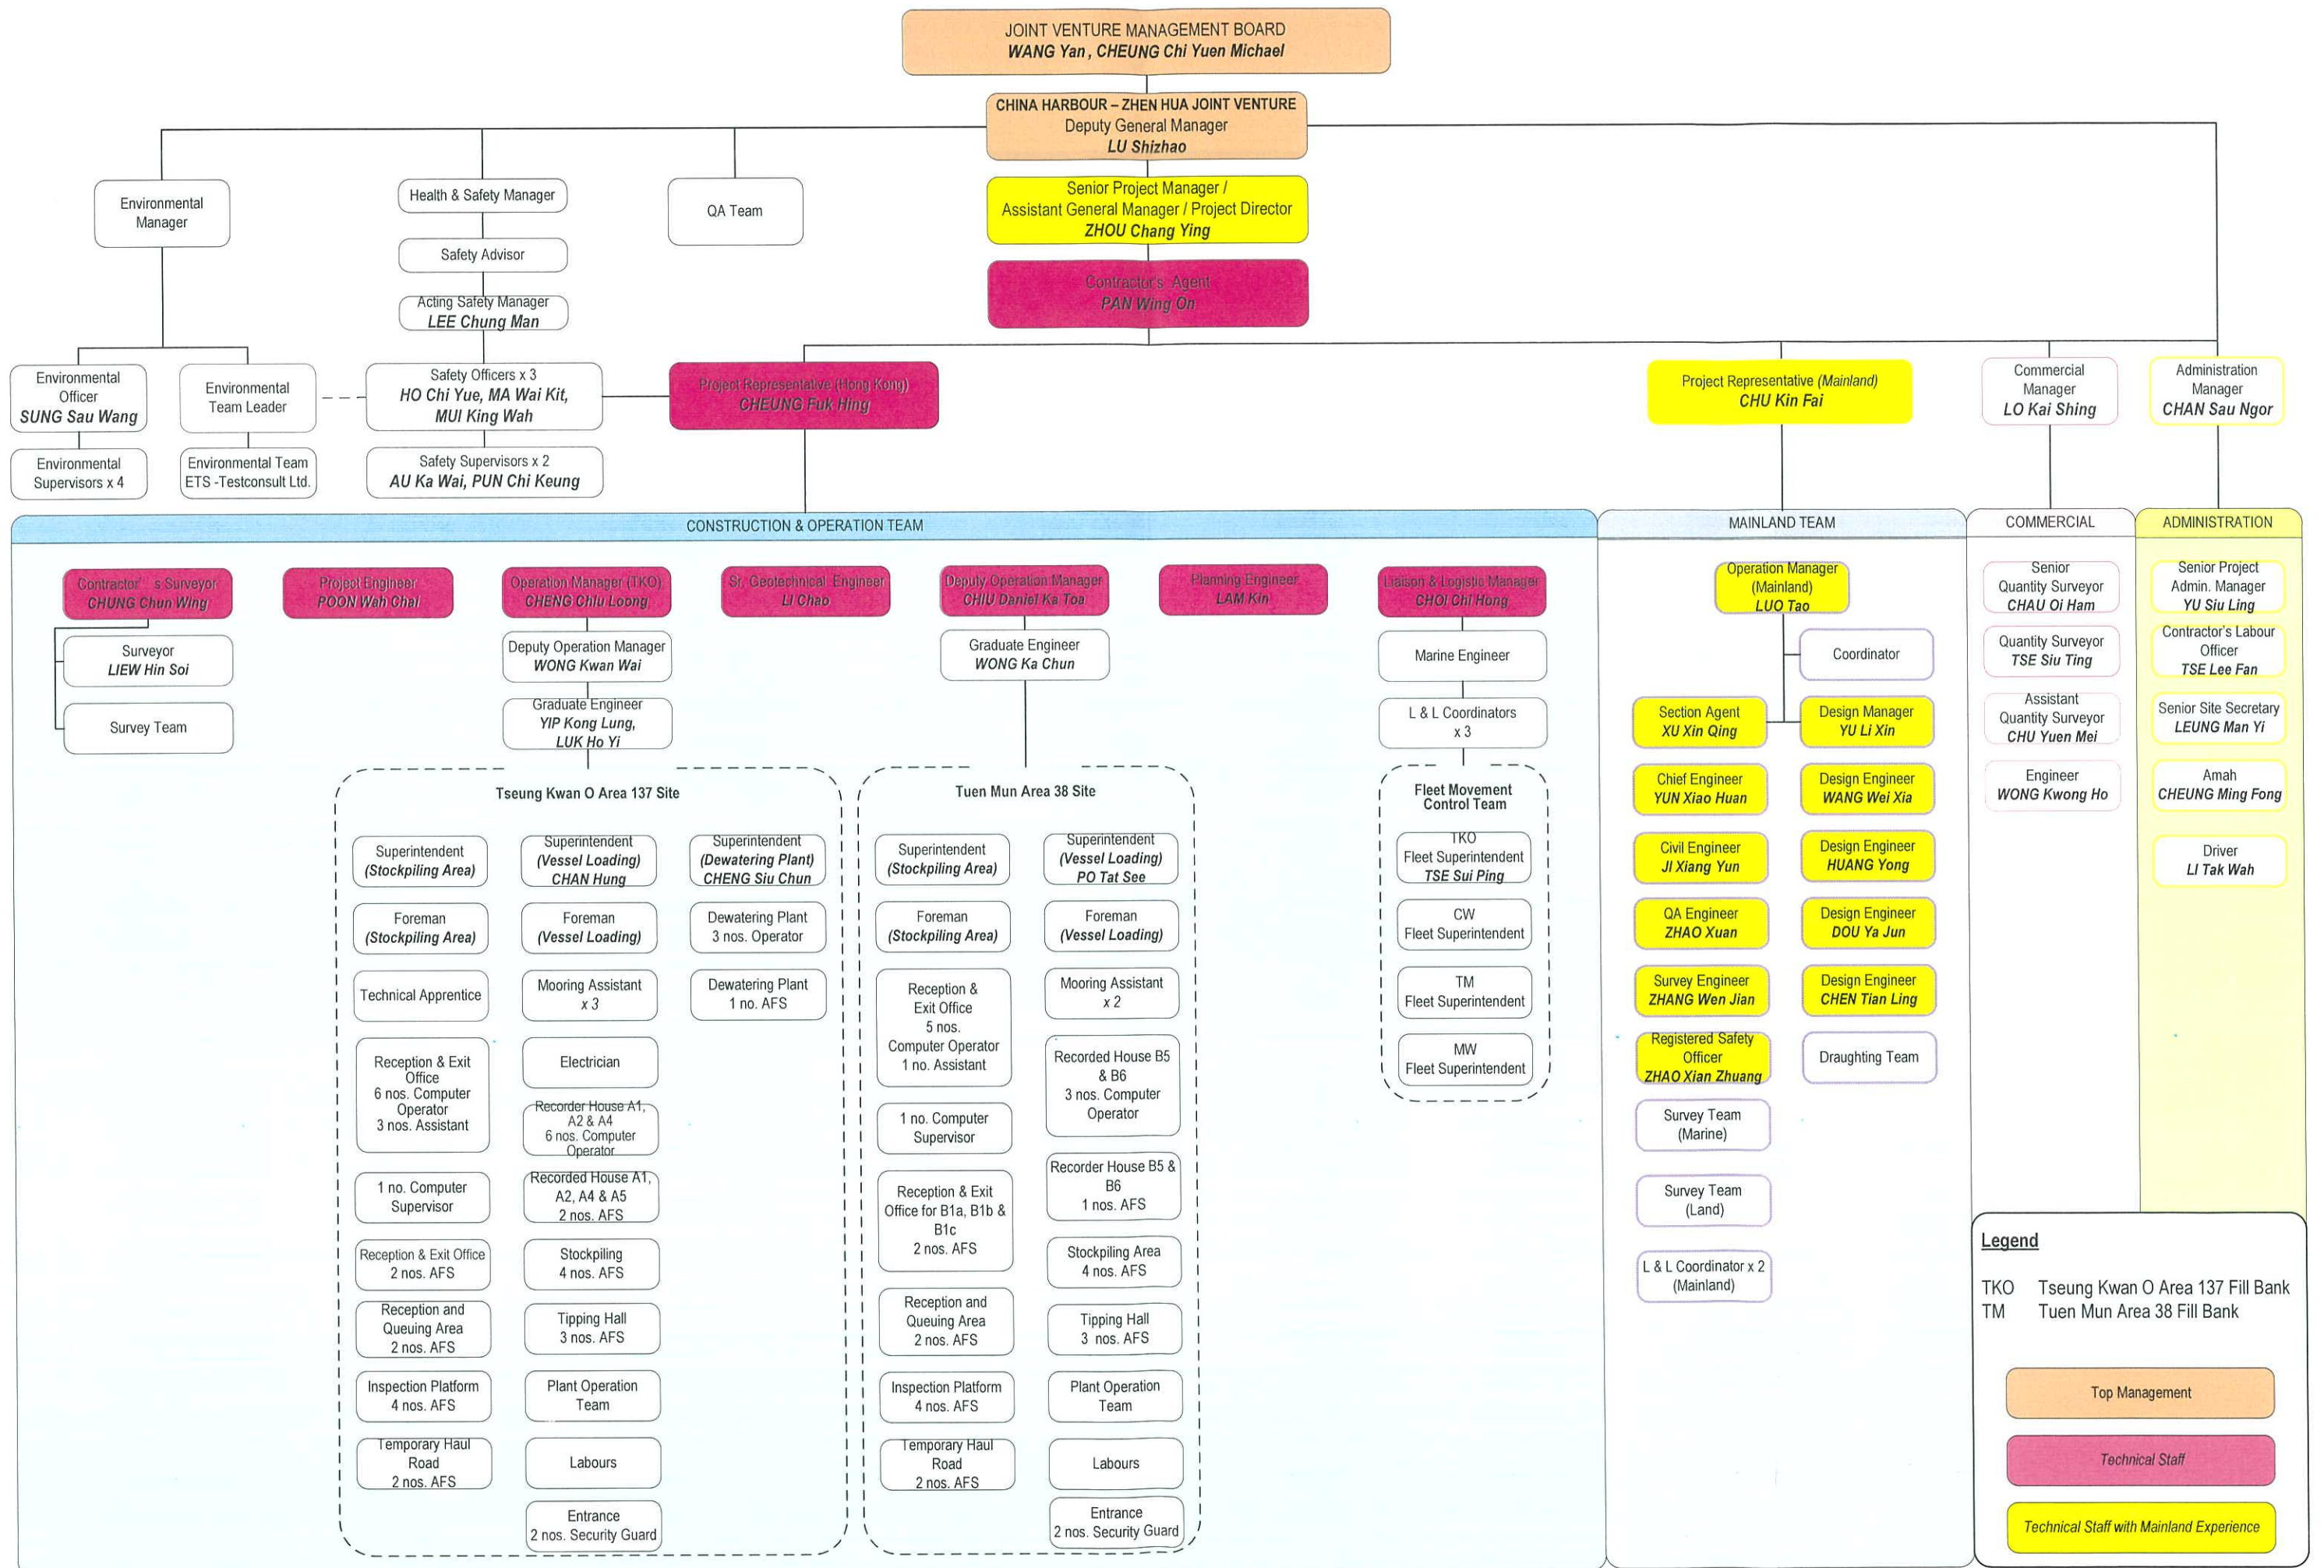 JOINT VENTURE MANAGEMENT BOARD
WANG Yan , CHEUNG Chi Yuen Michael
CHINA HARBOUR – ZHEN HUA JOINT VENTURE
Deputy General Manager
LU Shizhao
Environmental
Manager
Health & Safety Manager
Safety Advisor
Acting Safety Manager
LEE Chung Man
QA Team
Senior Project Manager /
Assistant General Manager / Project Director
ZHOU Chang Ying
Contractor's Agent
PAN Wing On
Environmental
Officer
SUNG Sau Wang
Environmental
Supervisors x 4
Environmental
Team Leader
Environmental Team
ETS -Testconsult Ltd.
Safety Officers x 3
HO Chi Yue, MA Wai Kit,
MUI King Wah
Safety Supervisors x 2
AU Ka Wai, PUN Chi Keung
Project Representative (Hong Kong)
CHEUNG Fuk Hing
Project Representative (Mainland)
CHU Kin Fai
Commercial
Manager
LO Kai Shing
Administration
Manager
CHAN Sau Ngor
CONSTRUCTION & OPERATION TEAM
Contractor' s Surveyor
CHUNG Chun Wing
Surveyor
LIEW Hin Soi
Survey Team
Project Engineer
POON Wah Chai
Operation Manager (TKO)
CHENG Chiu Loong
Deputy Operation Manager
WONG Kwan Wai
Graduate Engineer
YIP Kong Lung,
LUK Ho Yi
Sr. Geotechnical Engineer
LI Chao
Deputy Operation Manager
CHIU Daniel Ka Toa
Graduate Engineer
WONG Ka Chun
Planning Engineer
LAM Kin
Liaison & Logistic Manager
CHOI Chi Hong
Marine Engineer
L & L Coordinators
x 3
Tseung Kwan O Area 137 Site
Superintendent
(Stockpiling Area)
Foreman
(Stockpiling Area)
Technical Apprentice
Reception & Exit
Office
6 nos. Computer
Operator
3 nos. Assistant
1 no. Computer
Supervisor
Reception & Exit Office
2 nos. AFS
Reception and
Queuing Area
2 nos. AFS
Inspection Platform
4 nos. AFS
Temporary Haul
Road
2 nos. AFS
Superintendent
(Vessel Loading)
CHAN Hung
Foreman
(Vessel Loading)
Mooring Assistant
x 3
Electrician
Recorder House A1,
A2 & A4
6 nos. Computer
Operator
Recorded House A1,
A2, A4 & A5
2 nos. AFS
Stockpiling
4 nos. AFS
Tipping Hall
3 nos. AFS
Plant Operation
Team
Labours
Entrance
2 nos. Security Guard
Superintendent
(Dewatering Plant)
CHENG Siu Chun
Dewatering Plant
3 nos. Operator
Dewatering Plant
1 no. AFS
Tuen Mun Area 38 Site
Superintendent
(Stockpiling Area)
Foreman
(Stockpiling Area)
Reception &
Exit Office
5 nos.
Computer Operator
1 no. Assistant
1 no. Computer
Supervisor
Reception & Exit
Office for B1a, B1b &
B1c
2 nos. AFS
Reception and
Queuing Area
2 nos. AFS
Inspection Platform
4 nos. AFS
Temporary Haul
Road
2 nos. AFS
Superintendent
(Vessel Loading)
PO Tat See
Foreman
(Vessel Loading)
Mooring Assistant
x 2
Recorded House B5
& B6
3 nos. Computer
Operator
Recorder House B5 &
B6
1 nos. AFS
Stockpiling Area
4 nos. AFS
Tipping Hall
3 nos. AFS
Plant Operation
Team
Labours
Entrance
2 nos. Security Guard
Fleet Movement
Control Team
TKO
Fleet Superintendent
TSE Sui Ping
CW
Fleet Superintendent
TM
Fleet Superintendent
MW
Fleet Superintendent
MAINLAND TEAM
Operation Manager
(Mainland)
LUO Tao
Coordinator
Section Agent
XU Xin Qing
Chief Engineer
YUN Xiao Huan
Civil Engineer
JI Xiang Yun
QA Engineer
ZHAO Xuan
Survey Engineer
ZHANG Wen Jian
Registered Safety
Officer
ZHAO Xian Zhuang
Survey Team
(Marine)
Survey Team
(Land)
L & L Coordinator x 2
(Mainland)
Design Manager
YU Li Xin
Design Engineer
WANG Wei Xia
Design Engineer
HUANG Yong
Design Engineer
DOU Ya Jun
Design Engineer
CHEN Tian Ling
Draughting Team
COMMERCIAL
Senior
Quantity Surveyor
CHAU Oi Ham
Quantity Surveyor
TSE Siu Ting
Assistant
Quantity Surveyor
CHU Yuen Mei
Engineer
WONG Kwong Ho
ADMINISTRATION
Senior Project
Admin. Manager
YU Siu Ling
Contractor's Labour
Officer
TSE Lee Fan
Senior Site Secretary
LEUNG Man Yi
Amah
CHEUNG Ming Fong
Driver
LI Tak Wah
Legend
TKO Tseung Kwan O Area 137 Fill Bank
TM Tuen Mun Area 38 Fill Bank
Top Management
Technical Staff
Technical Staff with Mainland Experience